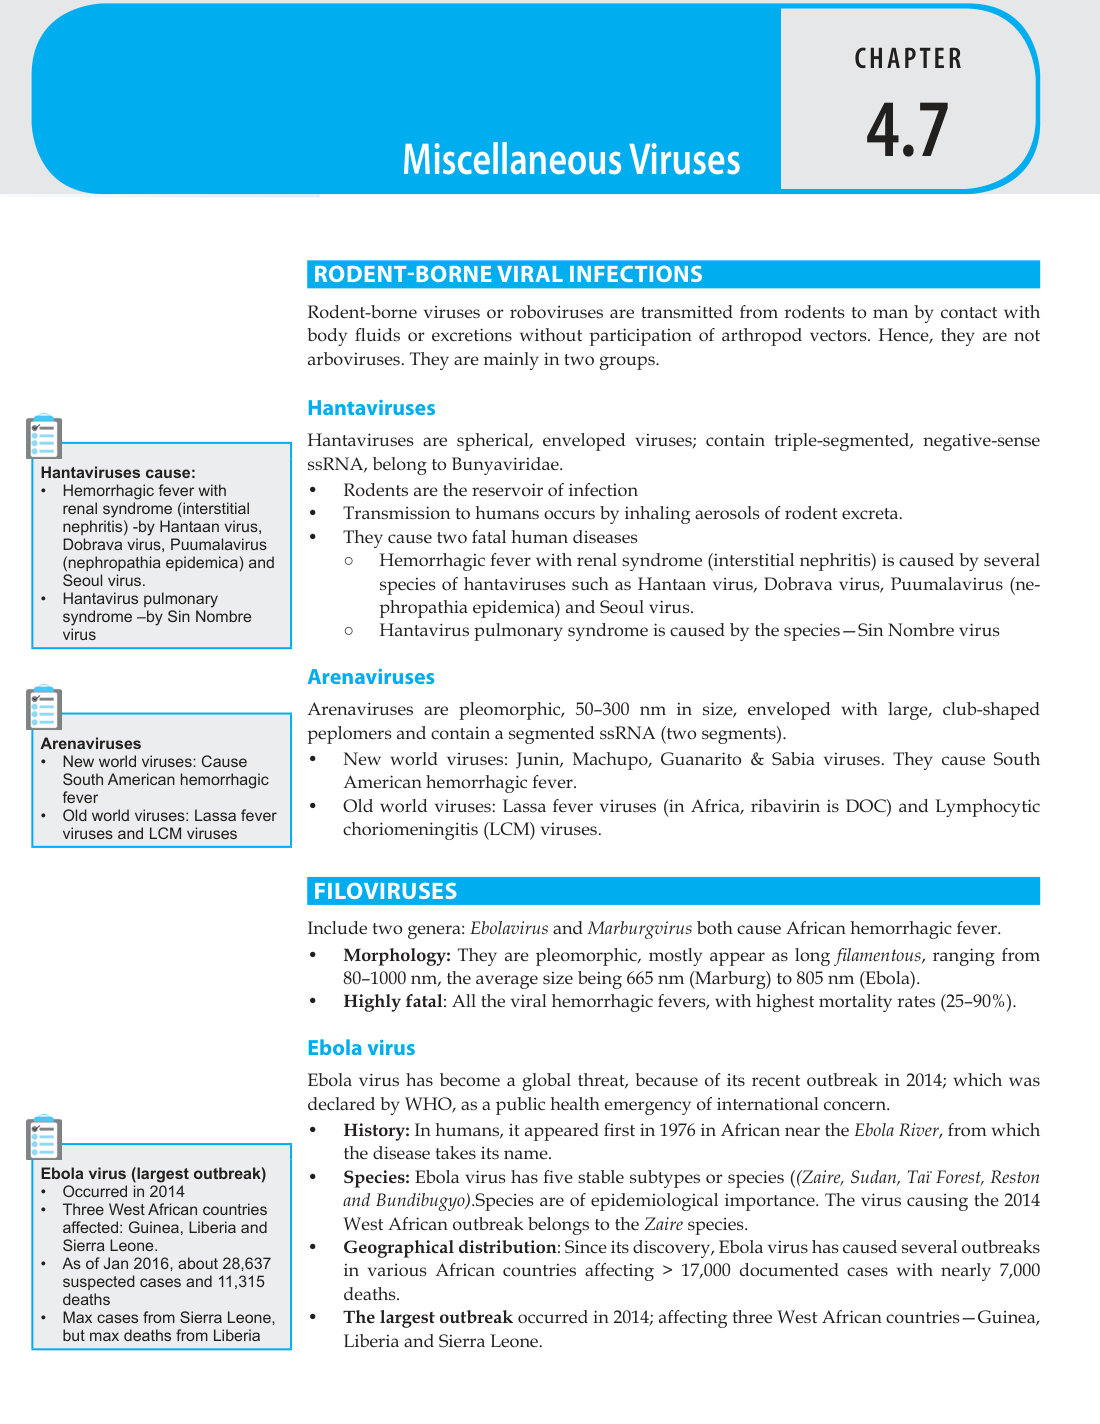 CHAPTER
4.7
Miscellaneous Viruses
RODENT-BORNE VIRAL INFECTIONS
Rodent-borne viruses or roboviruses are transmitted from rodents to man by contact with
body fluids or excretions without participation of arthropod vectors. Hence, they are not
arboviruses. They are mainly in two groups.
Hantaviruses
Hantaviruses are spherical, enveloped viruses; contain triple-segmented, negative-sense
ssRNA, belong to Bunyaviridae.
• Rodents are the reservoir of infection
• Transmission to humans occurs by inhaling aerosols of rodent excreta.
• They cause two fatal human diseases
○ Hemorrhagic fever with renal syndrome (interstitial nephritis) is caused by several
species of hantaviruses such as Hantaan virus, Dobrava virus, Puumalavirus (ne-
phropathia epidemica) and Seoul virus.
○ Hantavirus pulmonary syndrome is caused by the species—Sin Nombre virus
Hantaviruses cause:
• Hemorrhagic fever with
renal syndrome (interstitial
nephritis) -by Hantaan virus,
Dobrava virus, Puumalavirus
(nephropathia epidemica) and
Seoul virus.
• Hantavirus pulmonary
syndrome –by Sin Nombre
virus
Arenaviruses
Arenaviruses are pleomorphic, 50–300 nm in size, enveloped with large, club-shaped
peplomers and contain a segmented ssRNA (two segments).
• New world viruses: Junin, Machupo, Guanarito & Sabia viruses. They cause South
American hemorrhagic fever.
• Old world viruses: Lassa fever viruses (in Africa, ribavirin is DOC) and Lymphocytic
choriomeningitis (LCM) viruses.
Arenaviruses
• New world viruses: Cause
South American hemorrhagic
fever
• Old world viruses: Lassa fever
viruses and LCM viruses
FILOVIRUSES
Include two genera: Ebolavirus and Marburgvirus both cause African hemorrhagic fever.
• Morphology: They are pleomorphic, mostly appear as long filamentous, ranging from
80–1000 nm, the average size being 665 nm (Marburg) to 805 nm (Ebola).
• Highly fatal: All the viral hemorrhagic fevers, with highest mortality rates (25–90%).
Ebola virus
Ebola virus has become a global threat, because of its recent outbreak in 2014; which was
declared by WHO, as a public health emergency of international concern.
• History: In humans, it appeared first in 1976 in African near the Ebola River, from which
the disease takes its name.
• Species: Ebola virus has five stable subtypes or species ((Zaire, Sudan, Taï Forest, Reston
and Bundibugyo).Species are of epidemiological importance. The virus causing the 2014
West African outbreak belongs to the Zaire species.
• Geographical distribution: Since its discovery, Ebola virus has caused several outbreaks
in various African countries affecting > 17,000 documented cases with nearly 7,000
deaths.
• The largest outbreak occurred in 2014; affecting three West African countries—Guinea,
Liberia and Sierra Leone.
Ebola virus (largest outbreak)
• Occurred in 2014
• Three West African countries
affected: Guinea, Liberia and
Sierra Leone.
• As of Jan 2016, about 28,637
suspected cases and 11,315
deaths
• Max cases from Sierra Leone,
but max deaths from Liberia